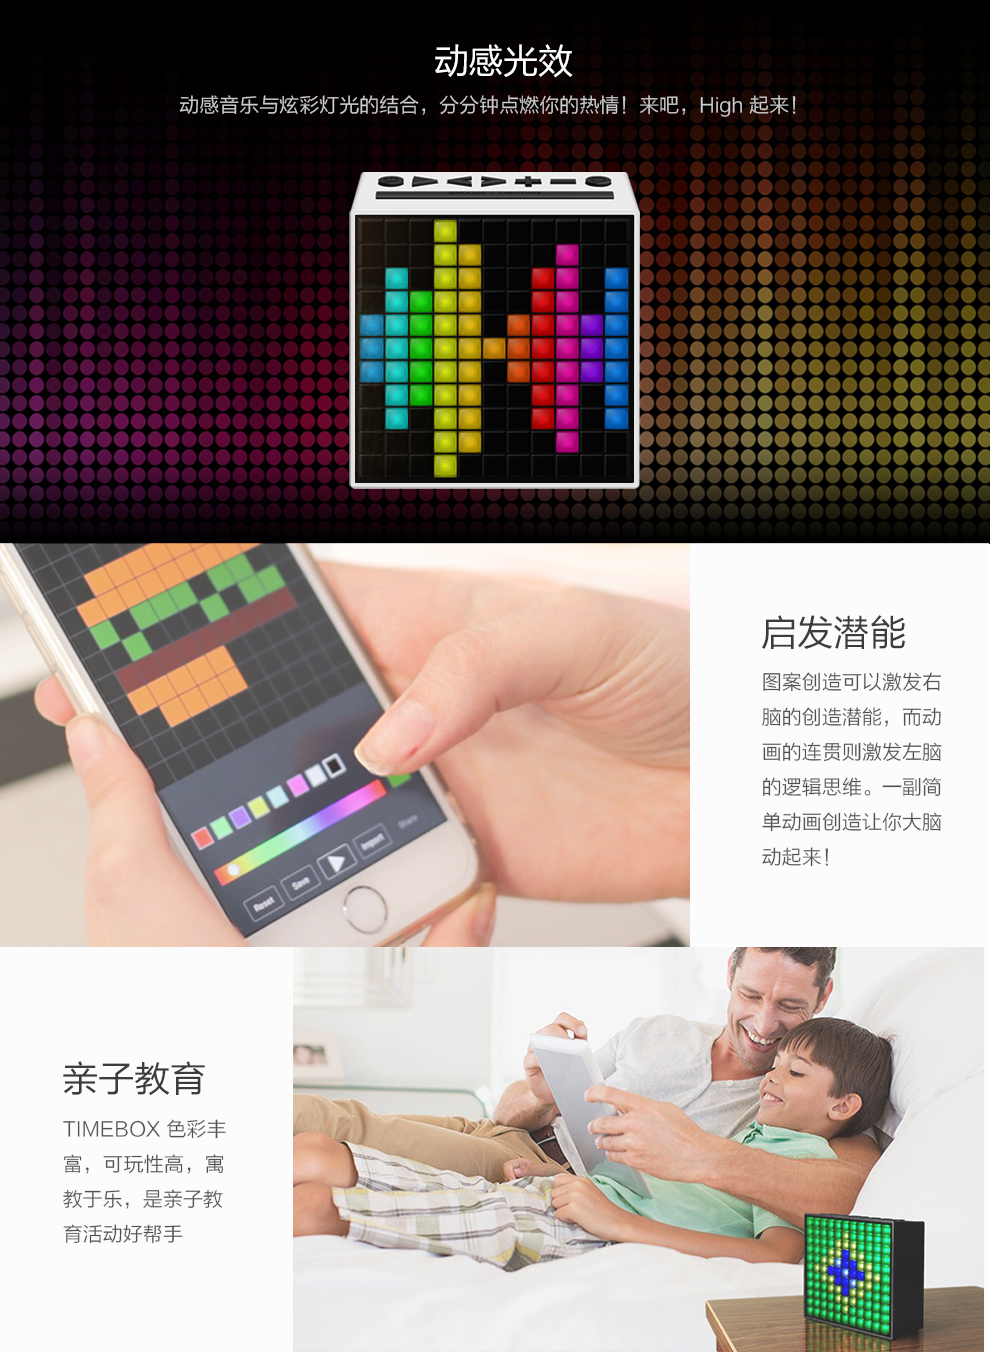 动感光效
动感音乐与炫彩灯光的结合，分分钟点燃你的热情！来吧，High 起来！
启发潜能
图案创造可以激发右
脑的创造潜能，而动
画的连贯则激发左脑
的逻辑思维。一副简
单动画创造让你大脑
动起来！
Reset
Save
Import
Share
亲子教育
TIMEBOX 色彩丰
富，可玩性高，寓
教于乐，是亲子教
育活动好帮手